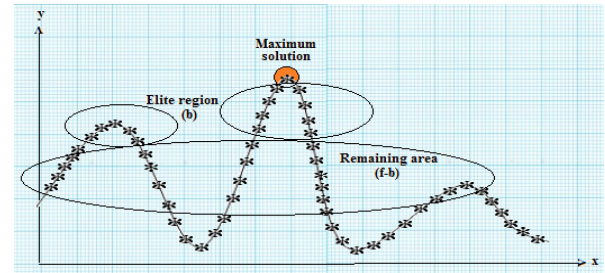 y
Maximum
solution
Elite region
(b)
Remaining area
(f-b)
x